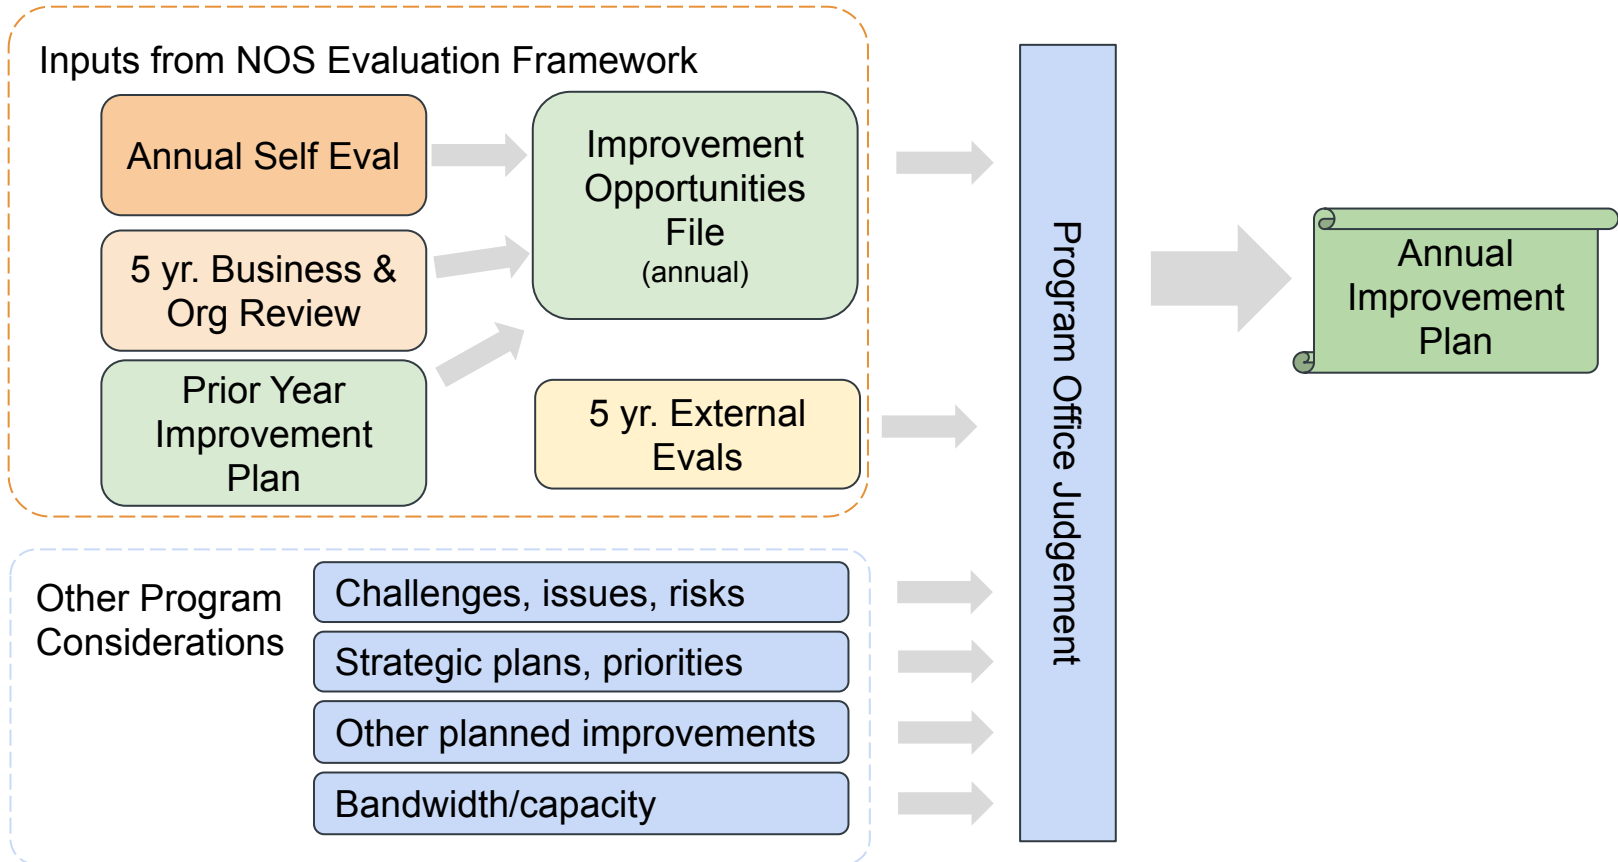 Inputs from NOS Evaluation Framework
Annual Self Eval
5 yr. Business &
Org Review
Prior Year
Improvement
Plan
Improvement
Opportunities
File
(annual)
5 yr. External
Evals
Other Program
Considerations
Challenges, issues, risks
Strategic plans, priorities
Other planned improvements
Bandwidth/capacity
Program Office Judgement
Annual
Improvement
Plan